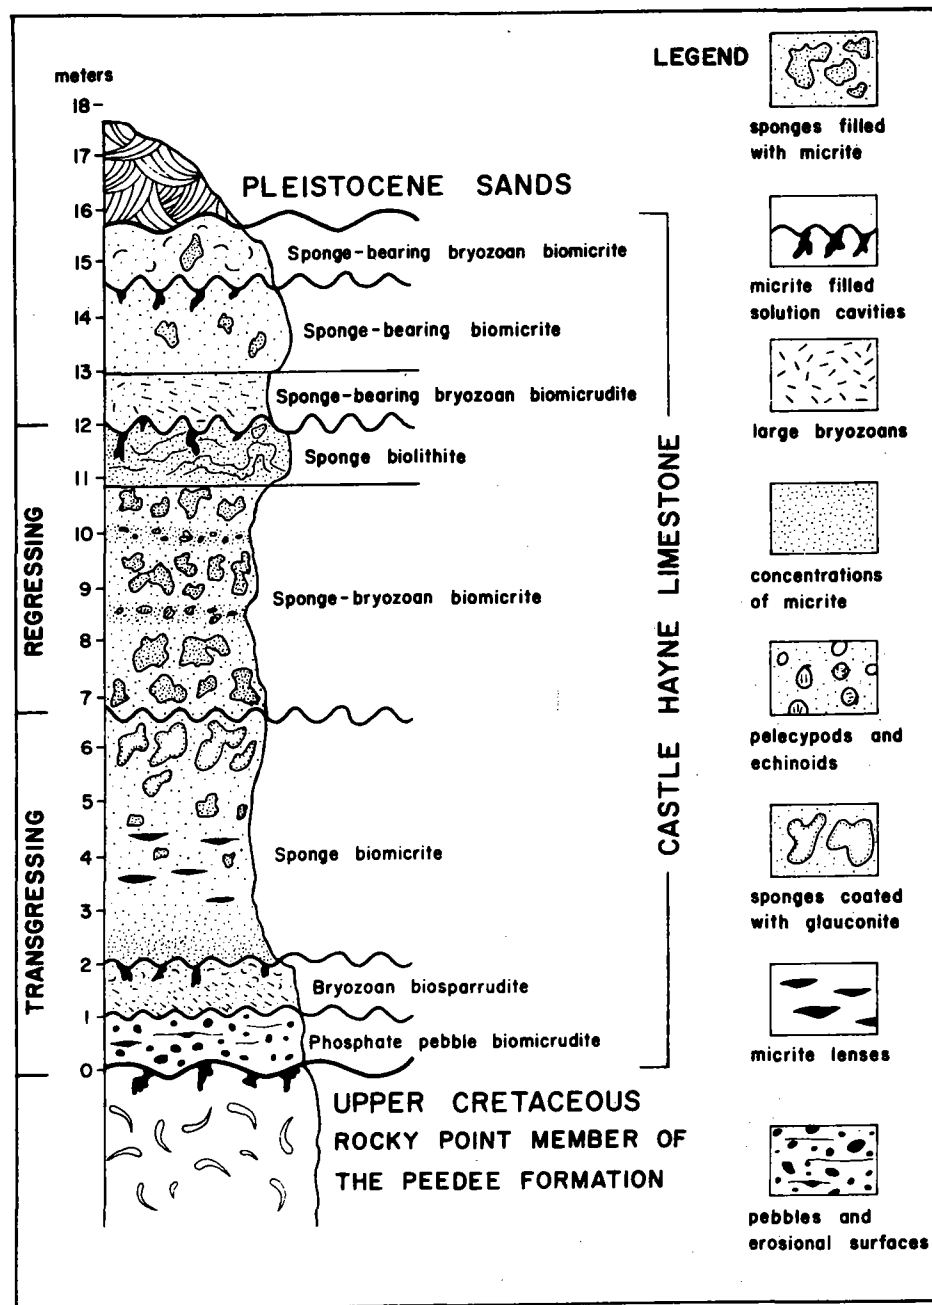 meters
18
17
16
15
14
13
12
11
10
9
8
7
6
5
4
3
2
1
0
REGRESSING
TRANSGRESSING
PLEISTOCENE SANDS
Sponge-bearing bryozoan biomicrite
Sponge-bearing biomicrite
Sponge-bearing bryozoan biomicrudite
Sponge biolithite
Sponge-bryozoan biomicrite
Sponge biomicrite
Bryozoan biosparrudite
Phosphate pebble biomicrudite
UPPER CRETACEOUS
ROCKY POINT MEMBER OF
THE PEEDEE FORMATION
CASTLE HAYNE LIMESTONE
LEGEND
sponges filled
with micrite
micrite filled
solution cavities
large bryozoans
concentrations
of micrite
pelecypods and
echinoids
sponges coated
with glauconite
micrite lenses
pebbles and
erosional surfaces